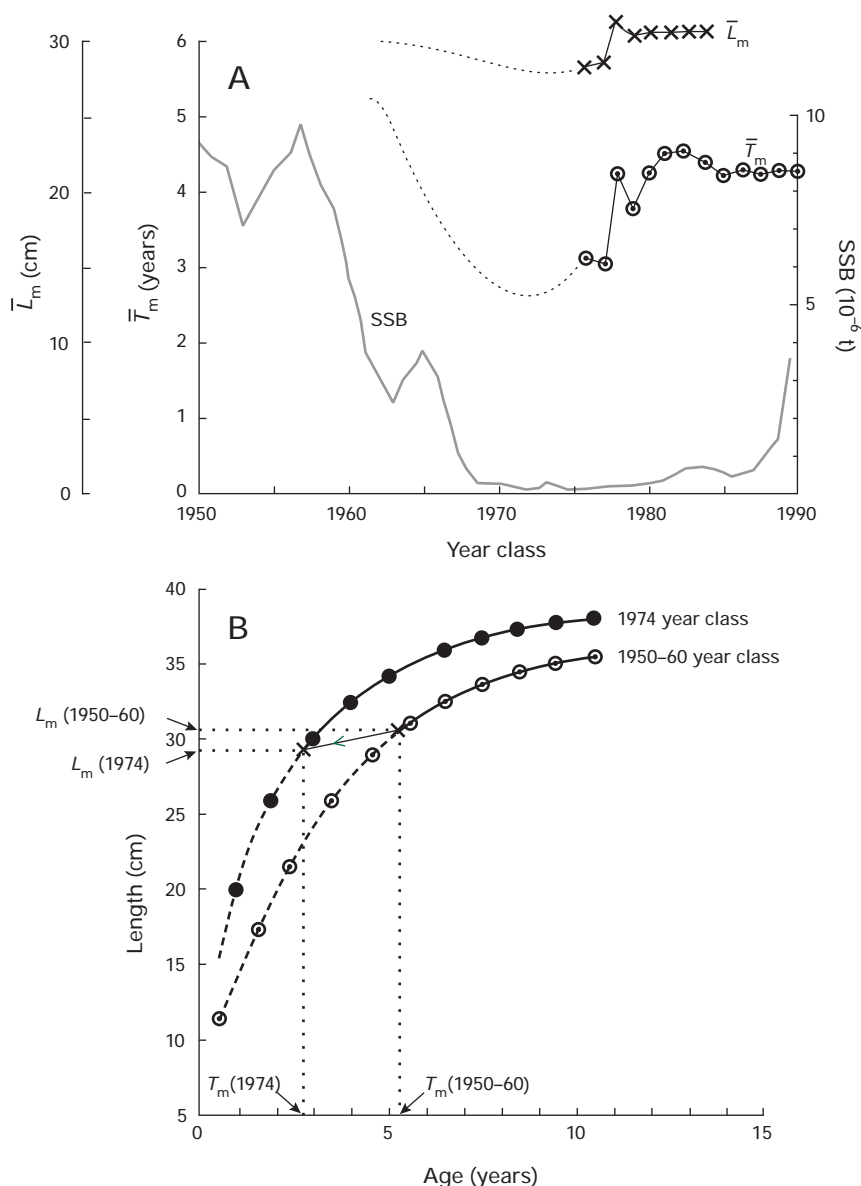 A
30
20
10
0
L̅m (cm)
6
5
4
3
2
1
0
T̅m (years)
L̅m
T̅m
SSB
10
5
SSB (10⁻⁶ t)
1950 1960 1970 1980 1990
Year class
B
40
35
30
25
20
15
10
5
Length (cm)
1974 year class
1950–60 year class
Lm (1950–60)
Lm (1974)
Tm(1974)
Tm(1950–60)
0 5 10 15
Age (years)